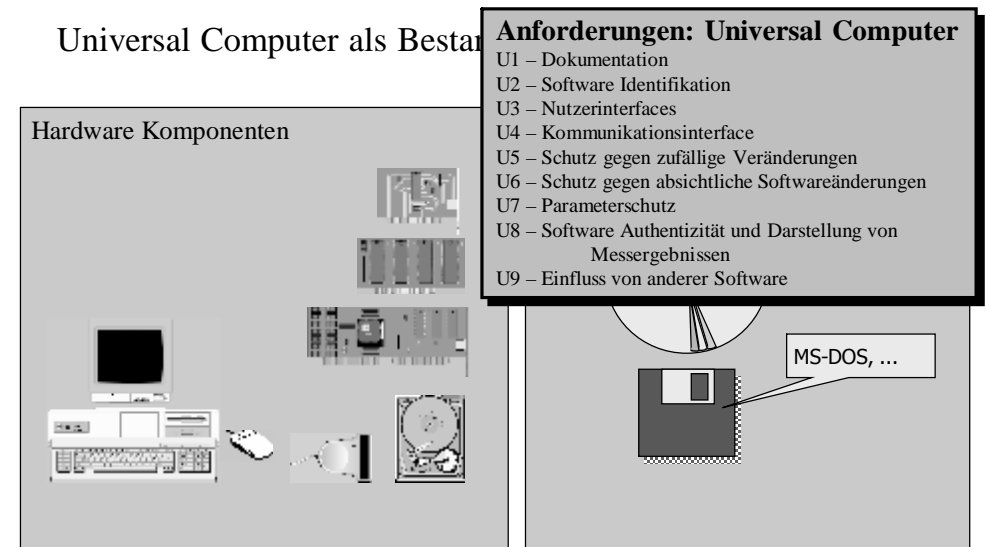 Universal Computer als
Anforderungen: Universal Computer
U1 – Dokumentation
U2 – Software Identifikation
U3 – Nutzerinterfaces
U4 – Kommunikationsinterface
U5 – Schutz gegen zufällige Veränderungen
U6 – Schutz gegen absichtliche Softwareänderungen
U7 – Parameterschutz
U8 – Software Authentizität und Darstellung von
Messergebnissen
U9 – Einfluss von anderer Software
Hardware Komponenten
MS-DOS, ...